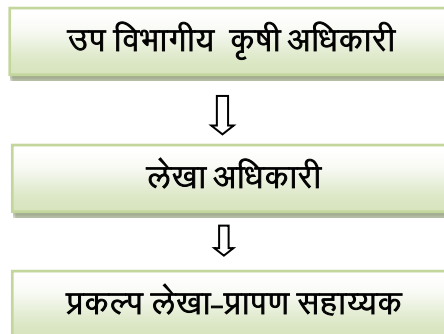 उप विभागीय कृषी अधिकारी
लेखा अधिकारी
प्रकल्प लेखा-प्रापण सहाय्यक